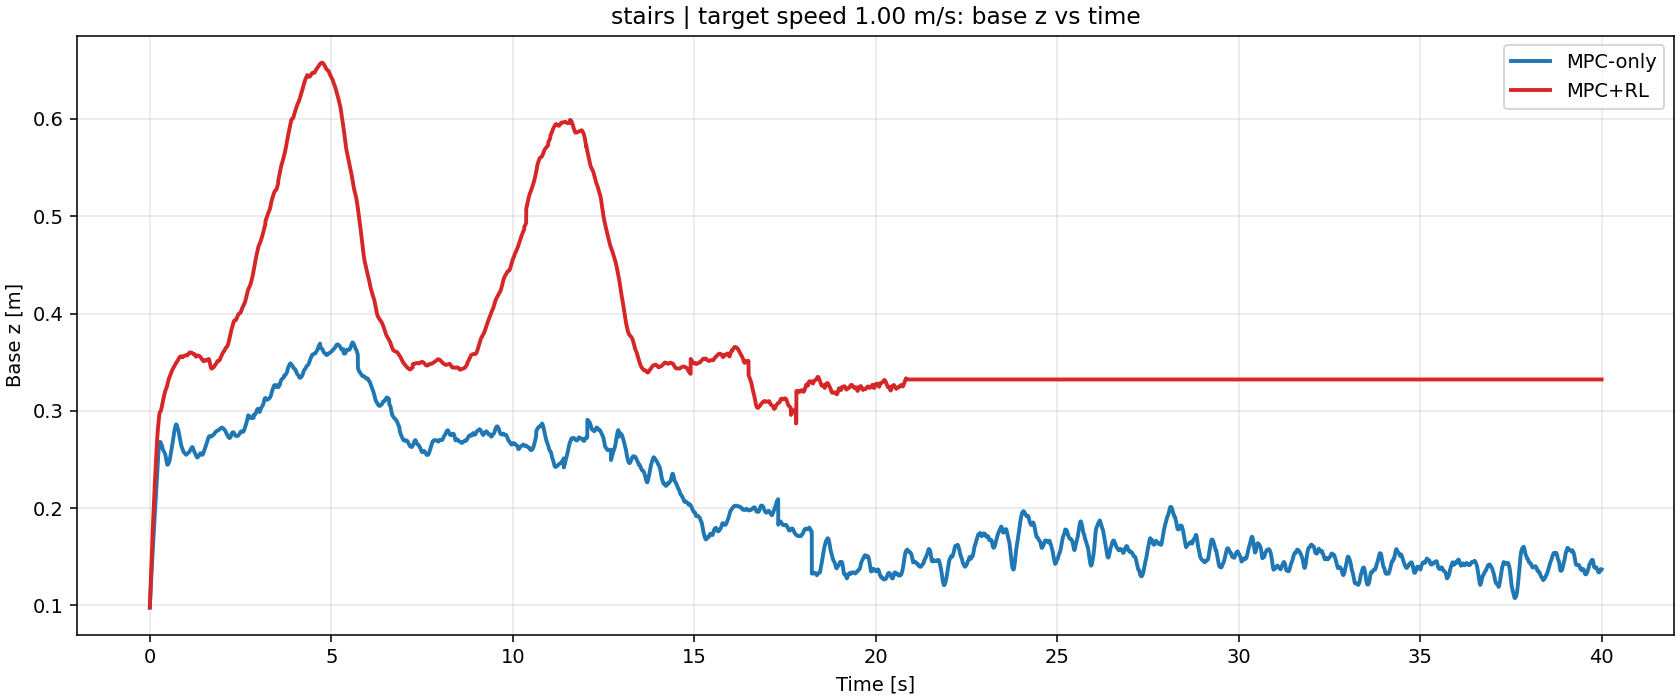 stairs | target speed 1.00 m/s: base z vs time
MPC-only
MPC+RL
Base z [m]
0.6
0.5
0.4
0.3
0.2
0.1
0 5 10 15 20 25 30 35 40
Time [s]